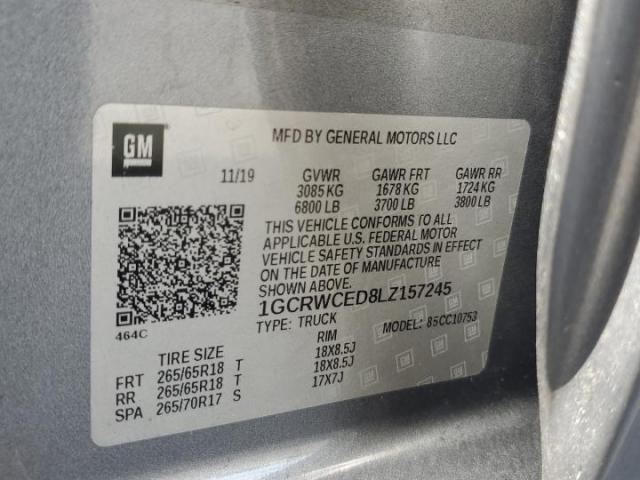 GM
MFD BY GENERAL MOTORS LLC
11/19 GVWR GAWR FRT GAWR RR
3085 KG 1678 KG 1724 KG
6800 LB 3700 LB 3800 LB
THIS VEHICLE CONFORMS TO ALL
APPLICABLE U.S. FEDERAL MOTOR
VEHICLE SAFETY STANDARDS IN EFFECT
ON THE DATE OF MANUFACTURE
SHOWN ABOVE.
1GCRWCED8LZ157245
TYPE: TRUCK MODEL: 85CC10753
464C
TIRE SIZE RIM
FRT 265/65R18 T 18X8.5J
RR 265/65R18 T 18X8.5J
SPA 265/70R17 S 17X7J